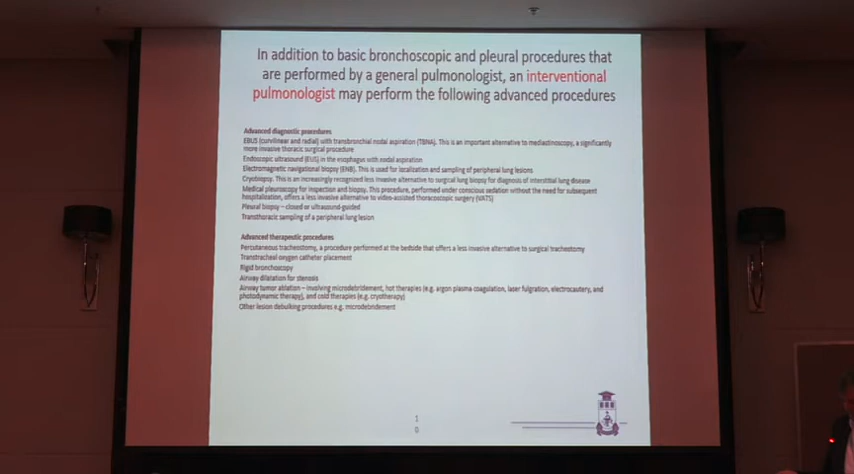 In addition to basic bronchoscopic and pleural procedures that
are performed by a general pulmonologist, an interventional
pulmonologist may perform the following advanced procedures
Advanced diagnostic procedures
EBUS (curvilinear and radial) with transbronchial nodal aspiration (TBNA). This is an important alternative to mediastinoscopy, a significantly
more invasive thoracic surgical procedure
Endoscopic ultrasound (EUS) in the esophagus with nodal aspiration
Electromagnetic navigational biopsy (ENB). This is used for localization and sampling of peripheral lung lesions
Cryobiopsy. This is an increasingly recognized less invasive alternative to surgical lung biopsy for diagnosis of interstitial lung disease
Medical pleuroscopy for inspection and biopsy. This procedure, performed under conscious sedation without the need for subsequent
hospitalization, offers a less invasive alternative to video-assisted thoracoscopic surgery (VATS)
Pleural biopsy – closed or ultrasound-guided
Transthoracic sampling of a peripheral lung lesion
Advanced therapeutic procedures
Percutaneous tracheostomy, a procedure performed at the bedside that offers a less invasive alternative to surgical tracheostomy
Transtracheal oxygen catheter placement
Rigid bronchoscopy
Airway dilatation for stenosis
Airway tumor ablation – involving microdebridement, hot therapies (e.g. argon plasma coagulation, laser fulgration, electrocautery, and
photodynamic therapy), and cold therapies (e.g. cryotherapy)
Other lesion debulking procedures e.g. microdebridement
1
0